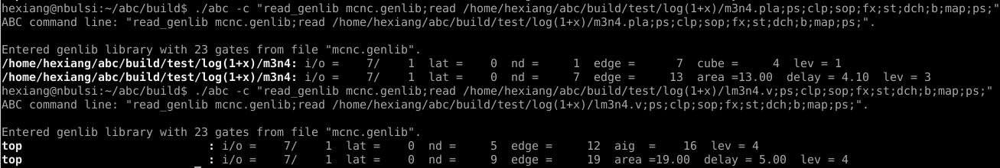 hexiang@nbulsi:~/abc/build$ ./abc -c "read_genlib mcnc.genlib;read /home/hexiang/abc/build/test/log(1+x)/m3n4.pla;ps;clp;sop;fx;st;dch;b;map;ps;"
ABC command line: "read_genlib mcnc.genlib;read /home/hexiang/abc/build/test/log(1+x)/m3n4.pla;ps;clp;sop;fx;st;dch;b;map;ps;".
Entered genlib library with 23 gates from file "mcnc.genlib".
/home/hexiang/abc/build/test/log(1+x)/m3n4: i/o = 7/ 1 lat = 0 nd = 1 edge = 7 cube = 4 lev = 1
/home/hexiang/abc/build/test/log(1+x)/m3n4: i/o = 7/ 1 lat = 0 nd = 7 edge = 13 area =13.00 delay = 4.10 lev = 3
hexiang@nbulsi:~/abc/build$ ./abc -c "read_genlib mcnc.genlib;read /home/hexiang/abc/build/test/log(1+x)/lm3n4.v;ps;clp;sop;fx;st;dch;b;map;ps;"
ABC command line: "read_genlib mcnc.genlib;read /home/hexiang/abc/build/test/log(1+x)/lm3n4.v;ps;clp;sop;fx;st;dch;b;map;ps;".
Entered genlib library with 23 gates from file "mcnc.genlib".
top : i/o = 7/ 1 lat = 0 nd = 5 edge = 12 aig = 16 lev = 4
top : i/o = 7/ 1 lat = 0 nd = 9 edge = 19 area =19.00 delay = 5.00 lev = 4